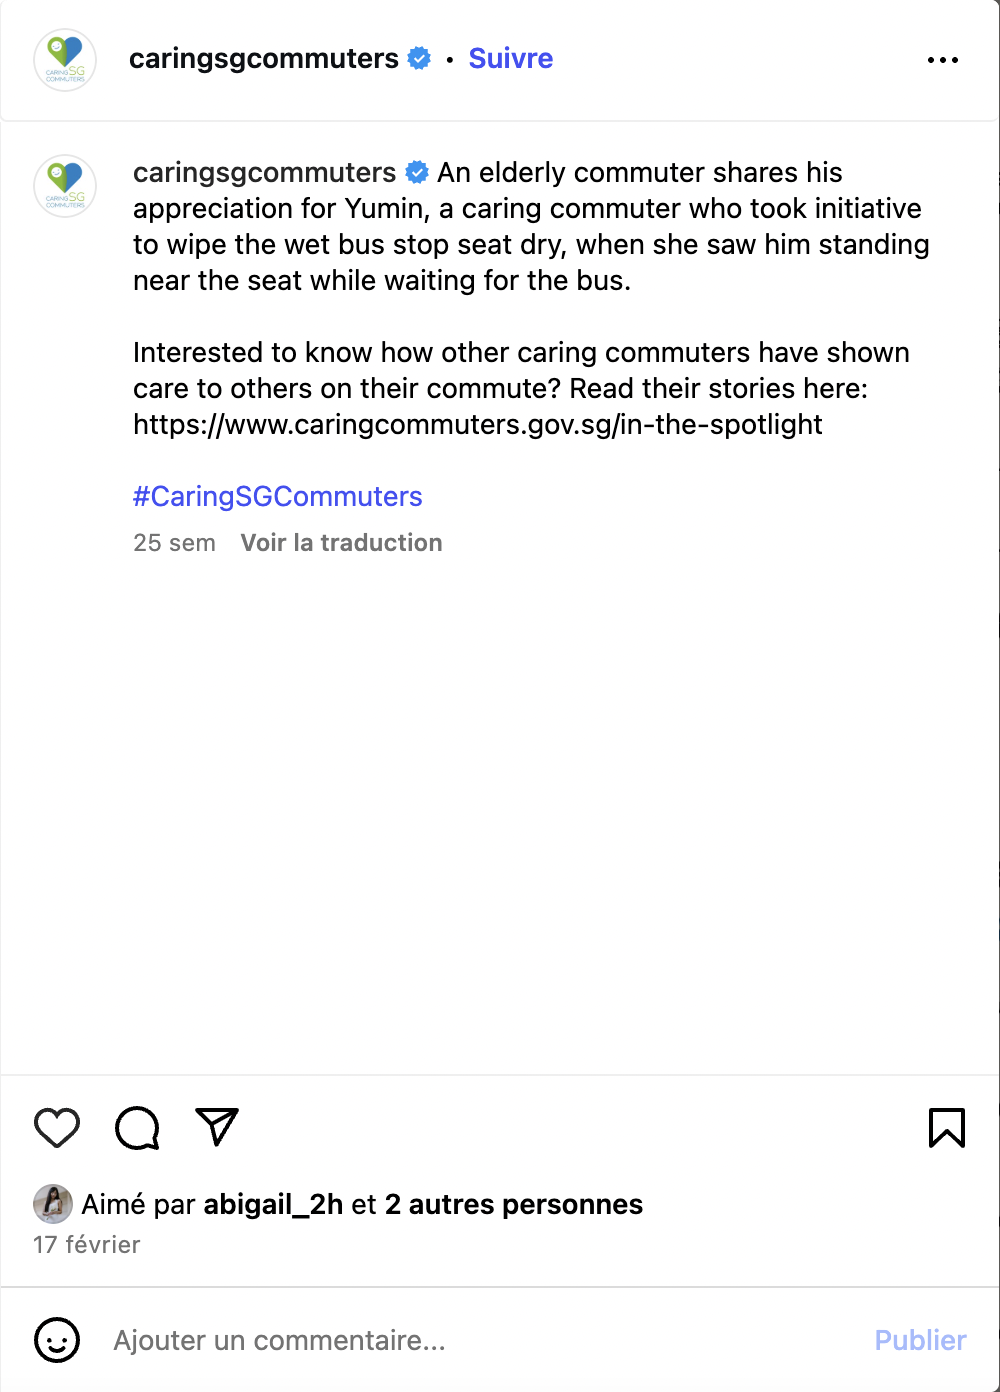 caringsgcommuters • Suivre
CARING SG
COMMUTERS
caringsgcommuters An elderly commuter shares his
appreciation for Yumin, a caring commuter who took initiative
to wipe the wet bus stop seat dry, when she saw him standing
near the seat while waiting for the bus.
Interested to know how other caring commuters have shown
care to others on their commute? Read their stories here:
https://www.caringcommuters.gov.sg/in-the-spotlight
#CaringSGCommuters
25 sem Voir la traduction
CARING SG
COMMUTERS
Aimé par abigail_2h et 2 autres personnes
17 février
Ajouter un commentaire... Publier